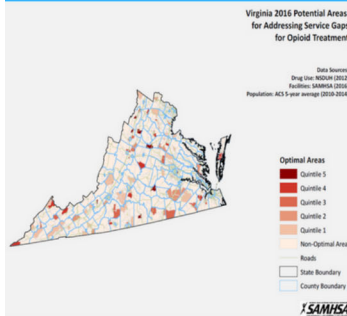 Virginia 2016 Potential Areas
for Addressing Service Gaps
for Opioid Treatment
Data Sources
Drug Use: NSDUH (2012
Facilities: SAMHSA (2016
Population: ACS 5-year average (2010-2014
Optimal Areas
Quintile 5
Quintile 4
Quintile 3
Quintile 2
Quintile 1
Non-Optimal Area
Roads
State Boundary
County Boundary
SAMHSA